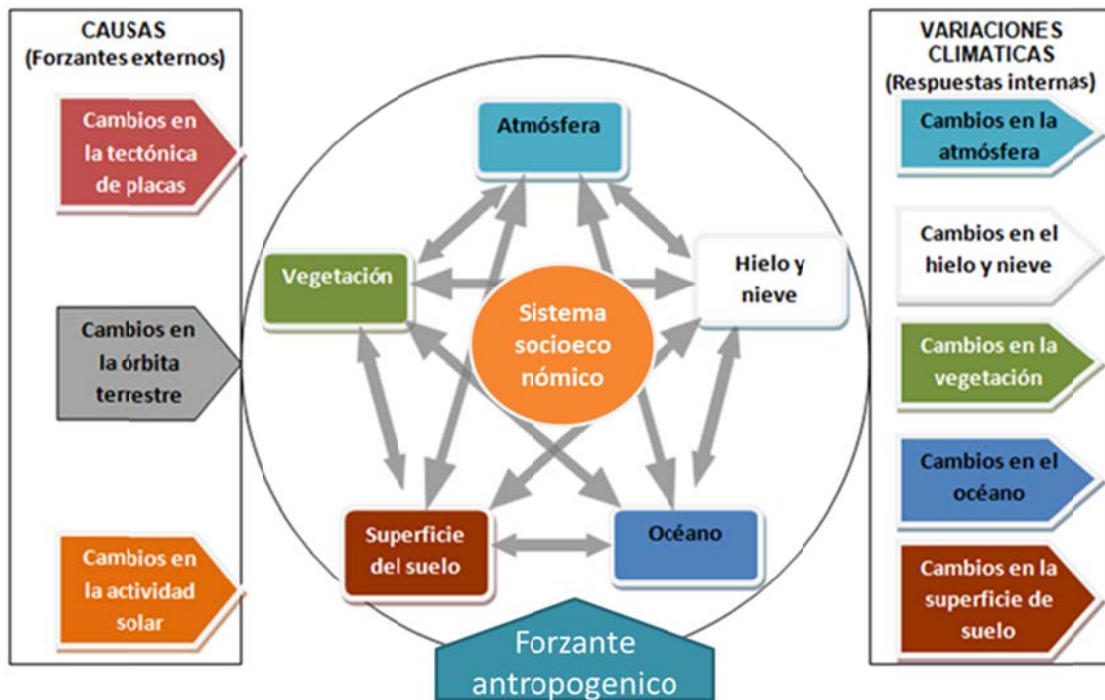 CAUSAS
(Forzantes externos)
Cambios en
la tectónica
de placas
Cambios en
la órbita
terrestre
Cambios en
la actividad
solar
Atmósfera
Vegetación
Hielo y
nieve
Sistema
socioeco
nómico
Superficie
del suelo
Océano
Forzante
antropogenico
VARIACIONES
CLIMATICAS
(Respuestas internas)
Cambios en la
atmósfera
Cambios en el
hielo y nieve
Cambios en la
vegetación
Cambios en el
océano
Cambios en la
superficie de
suelo